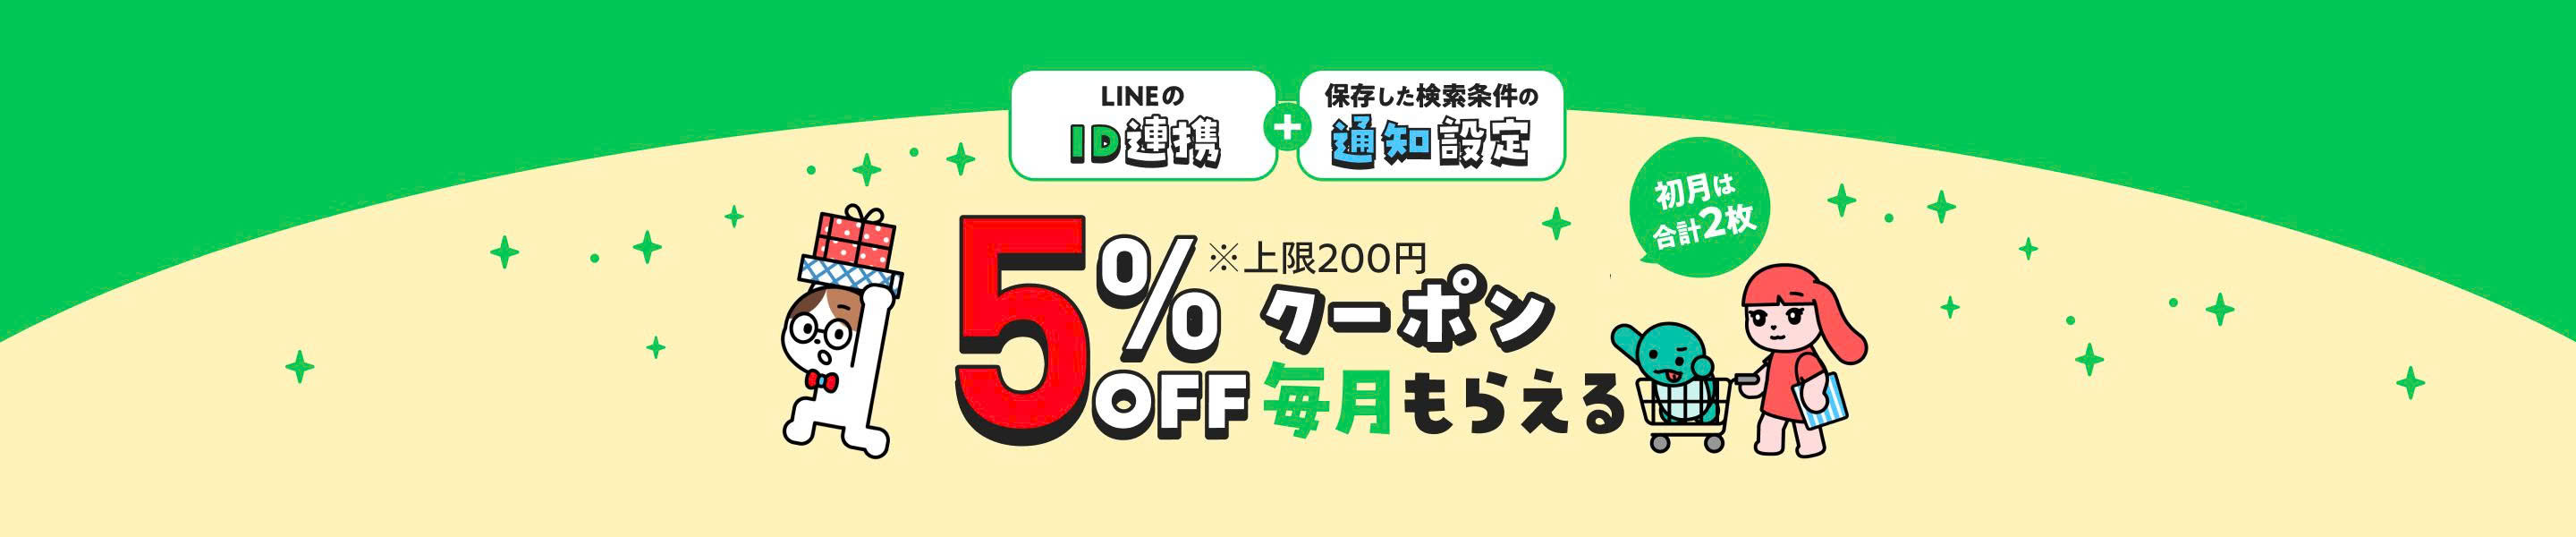 LINEの
ID連携
+
保存した検索条件の
通知設定
初月は
合計2枚
5%OFF
※上限200円
クーポン
毎月もらえる